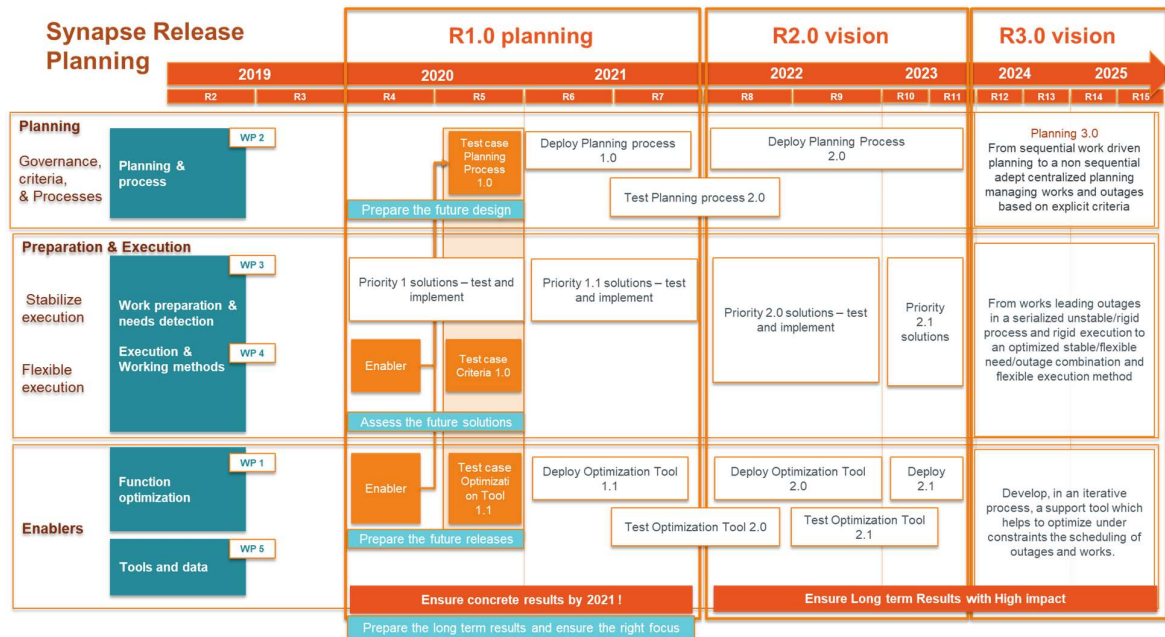 Synapse Release
Planning
R1.0 planning
R2.0 vision
R3.0 vision
2019
2020
2021
2022
2023
2024
2025
R2
R3
R4
R5
R6
R7
R8
R9
R10
R11
R12
R13
R14
R15
Planning
Governance,
criteria,
& Processes
WP 2
Planning &
process
Test case
Planning
Process
1.0
Prepare the future design
Deploy Planning process
1.0
Test Planning process 2.0
Deploy Planning Process
2.0
Planning 3.0
From sequential work driven
planning to a non sequential
adept centralized planning
managing works and outages
based on explicit criteria
Preparation & Execution
Stabilize
execution
Flexible
execution
WP 3
Work preparation &
needs detection
WP 4
Execution &
Working methods
Priority 1 solutions – test and
implement
Priority 1.1 solutions – test
and implement
Enabler
Test case
Criteria 1.0
Assess the future solutions
Priority 2.0 solutions – test
and implement
Priority
2.1
solutions
From works leading outages
in a serialized unstable/rigid
process and rigid execution to
an optimized stable/flexible
need/outage combination and
flexible execution method
Enablers
WP 1
Function
optimization
WP 5
Tools and data
Enabler
Test case
Optimizati
on Tool
1.1
Prepare the future releases
Deploy Optimization Tool
1.1
Test Optimization Tool 2.0
Deploy Optimization Tool
2.0
Deploy
2.1
Test Optimization Tool
2.1
Develop, in an iterative
process, a support tool which
helps to optimize under
constraints the scheduling of
outages and works.
Ensure concrete results by 2021 !
Ensure Long term Results with High impact
Prepare the long term results and ensure the right focus